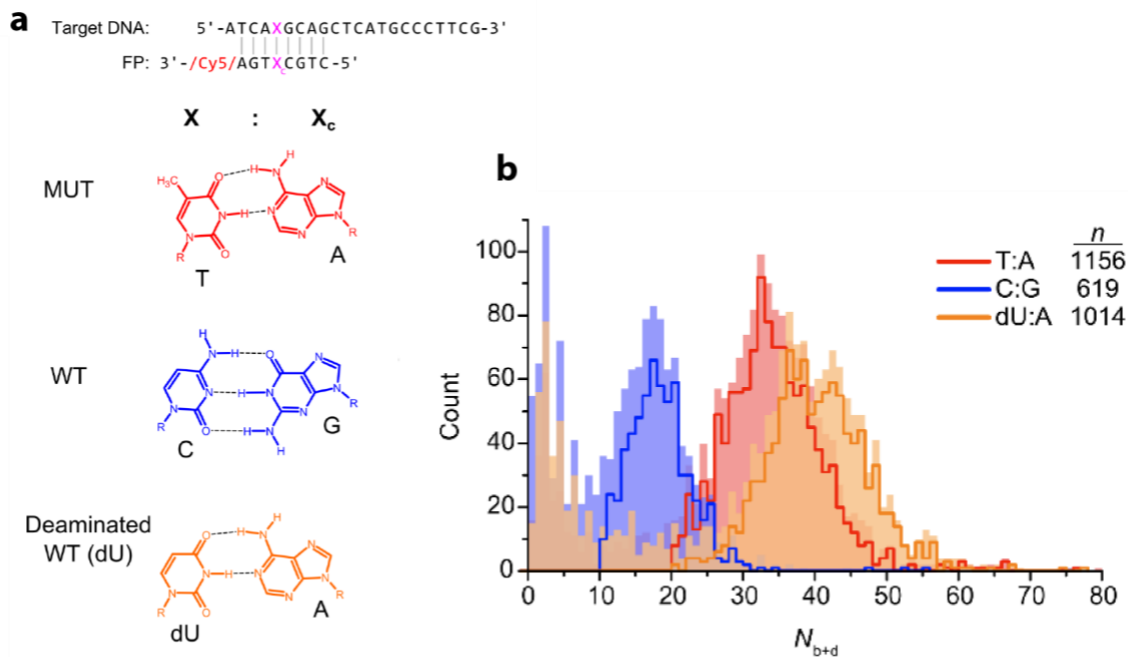 a
Target DNA: 5'-ATCAXGCAGCTCATGCCCTTCG-3'
FP: 3'-/Cy5/AGTXcCGTC-5'
X : Xc
MUT
H3C
O
H
H
N
N
H
N
N
N
O
N
N
R
R
T
A
WT
H
N
H
O
N
N
H
N
N
N
N
R
R
O
H
N
H
C
G
Deaminated
WT (dU)
O
H
N
H
N
N
H
N
N
N
N
R
O
R
dU
A
b
n
T:A 1156
C:G 619
dU:A 1014
Count
100
80
60
40
20
0
0 10 20 30 40 50 60 70 80
Nb+d